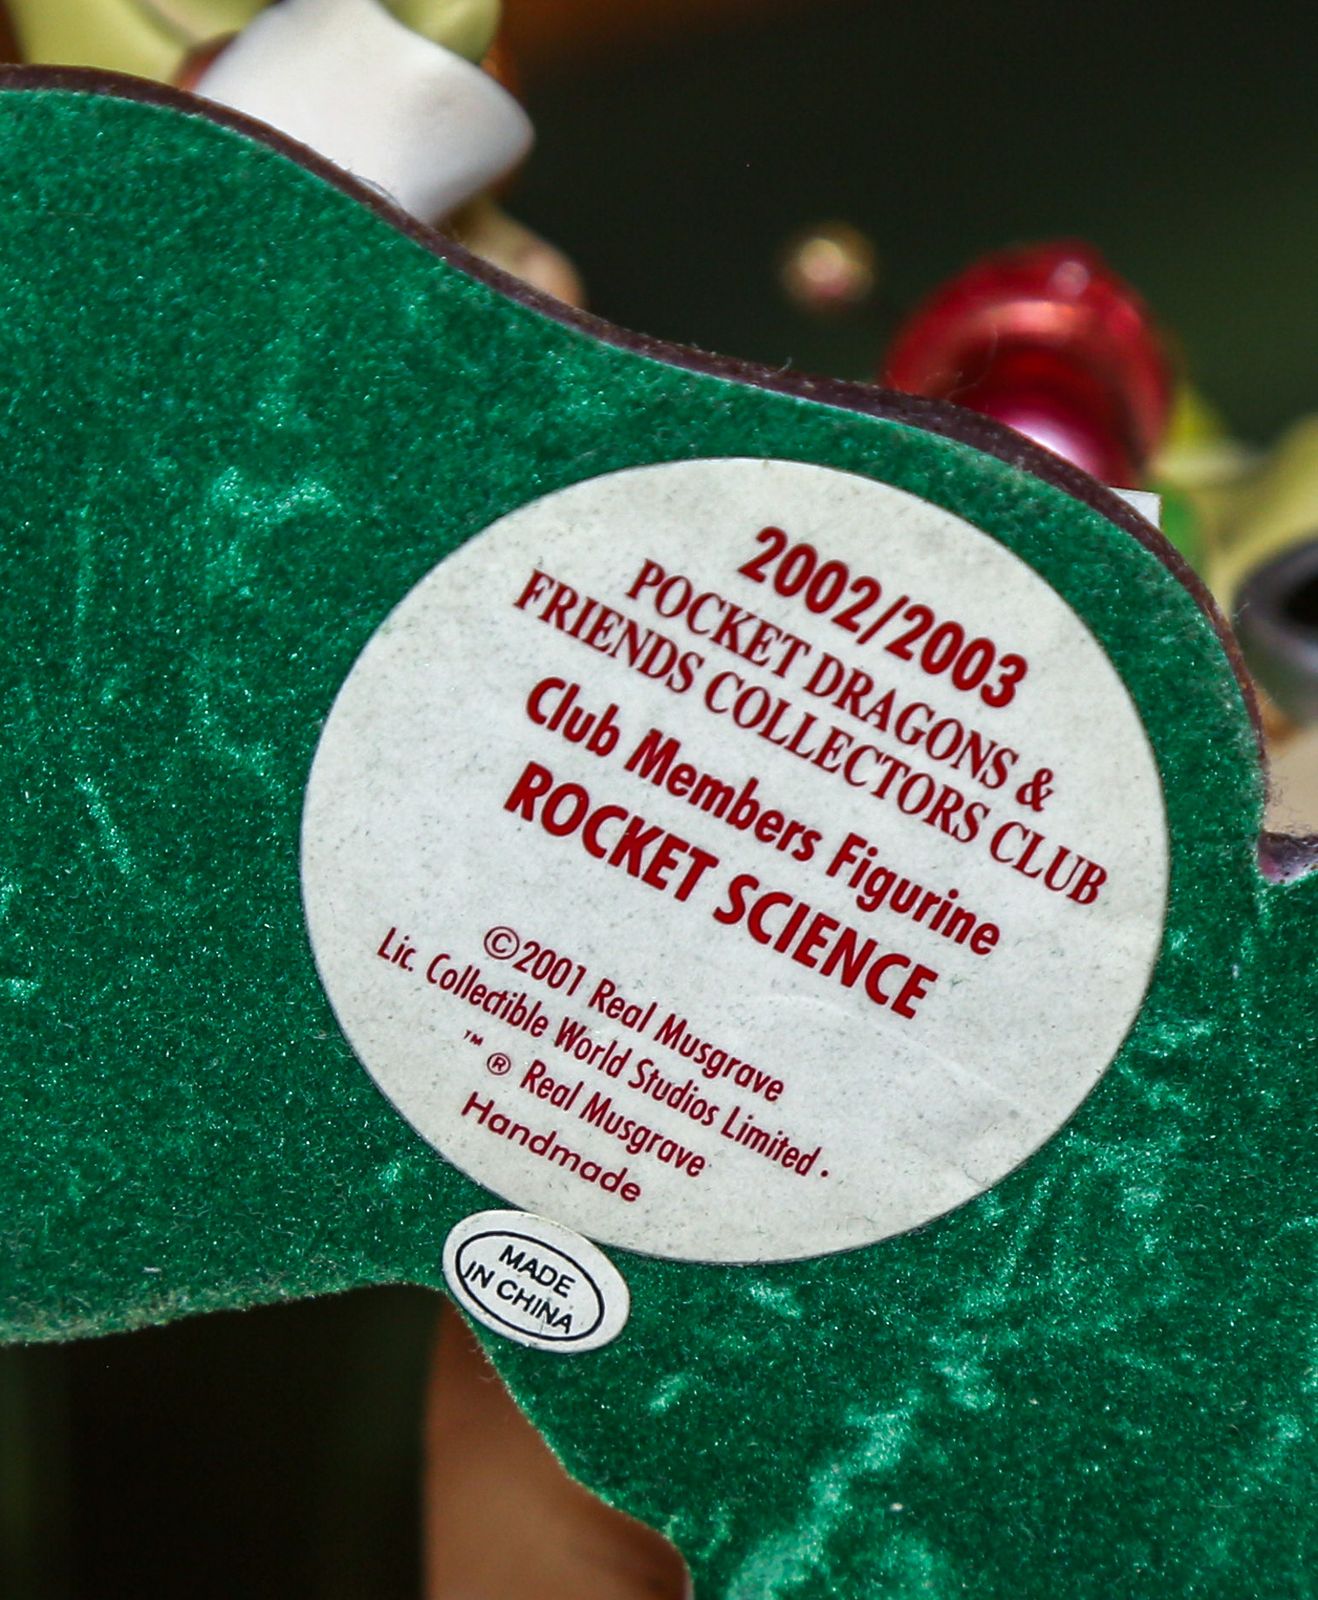 2002/2003
POCKET DRAGONS &
FRIENDS COLLECTORS CLUB
Club Members Figurine
ROCKET SCIENCE
©2001 Real Musgrave
Lic. Collectible World Studios Limited.
™ ® Real Musgrave
Handmade
MADE
IN CHINA